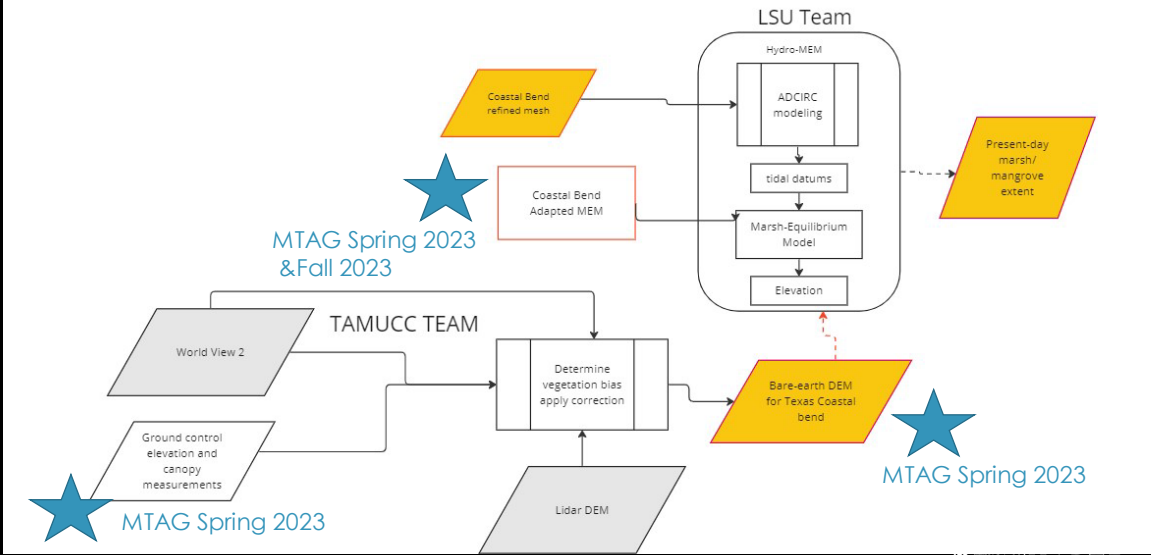 LSU Team
Hydro-MEM
Coastal Bend
refined mesh
ADCIRC
modeling
Present-day
marsh/
mangrove
extent
tidal datums
Coastal Bend
Adapted MEM
Marsh-Equilibrium
Model
MTAG Spring 2023
&Fall 2023
Elevation
TAMUCC TEAM
World View 2
Determine
vegetation bias
apply correction
Bare-earth DEM
for Texas Coastal
bend
Ground control
elevation and
canopy
measurements
MTAG Spring 2023
MTAG Spring 2023
Lidar DEM